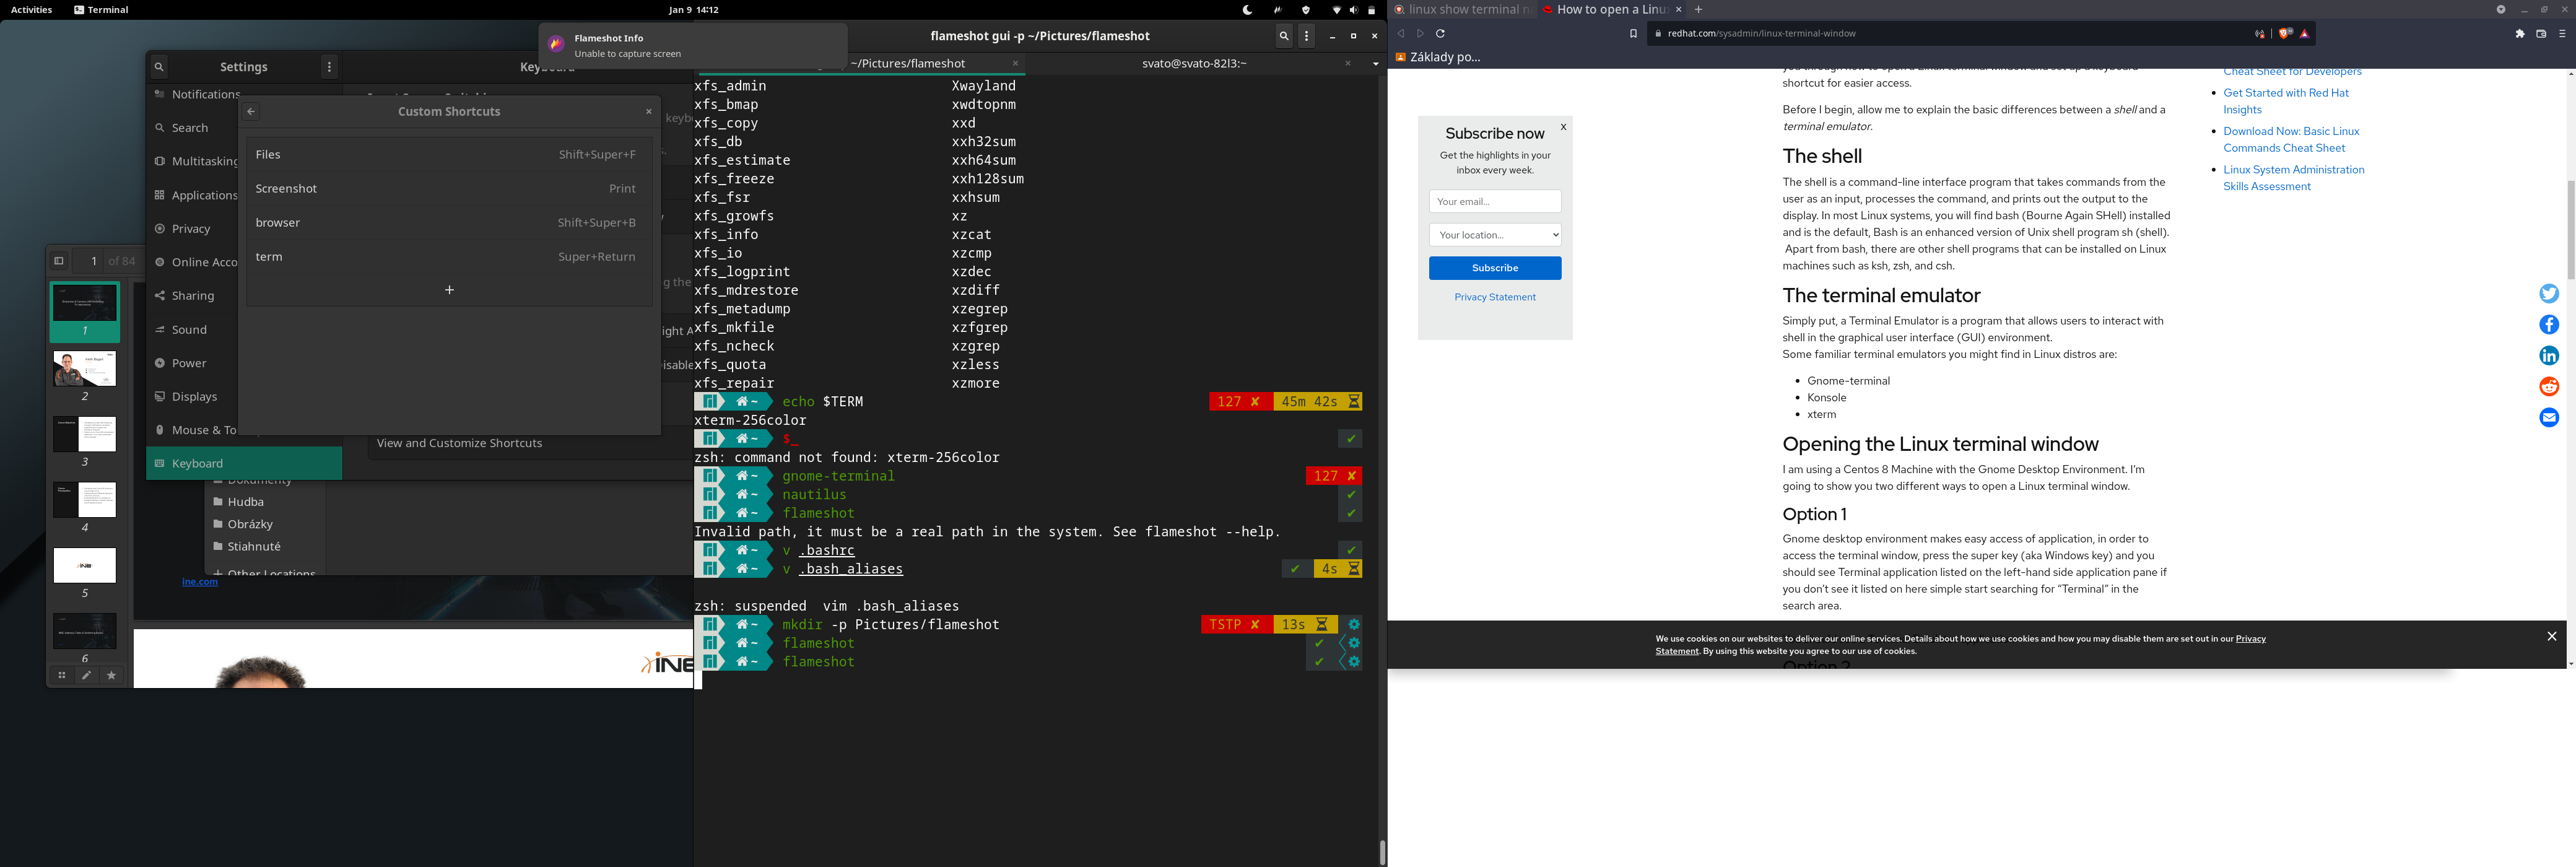 Activities
Terminal
Jan 9 14:12
Flameshot Info
Unable to capture screen
Settings
Notifications
Search
Multitasking
Applications
Privacy
Online Acco
Sharing
Sound
Power
Displays
Mouse & To
Keyboard
Custom Shortcuts
Files Shift+Super+F
Screenshot Print
browser Shift+Super+B
term Super+Return
+
View and Customize Shortcuts
1 of 84
1
2
3
4
5
6
Dokumenty
Hudba
Obrázky
Stiahnuté
+ Other Locations
ine.com
INE
flameshot gui -p ~/Pictures/flameshot
~/Pictures/flameshot
svato@svato-82l3:~
xfs_admin Xwayland
xfs_bmap xwdtopnm
xfs_copy xxd
xfs_db xxh32sum
xfs_estimate xxh64sum
xfs_freeze xxh128sum
xfs_fsr xxhsum
xfs_growfs xz
xfs_info xzcat
xfs_io xzcmp
xfs_logprint xzdec
xfs_mdrestore xzdiff
xfs_metadump xzegrep
xfs_mkfile xzfgrep
xfs_ncheck xzgrep
xfs_quota xzless
xfs_repair xzmore
~ echo $TERM 127 ✘ 45m 42s
xterm-256color
~ $_ ✔
zsh: command not found: xterm-256color
~ gnome-terminal 127 ✘
~ nautilus ✔
~ flameshot ✔
Invalid path, it must be a real path in the system. See flameshot --help.
~ v .bashrc ✔
~ v .bash_aliases ✔ 4s
zsh: suspended  vim .bash_aliases
~ mkdir -p Pictures/flameshot TSTP ✘ 13s
~ flameshot ✔
~ flameshot ✔
linux show terminal n
How to open a Linu
redhat.com/sysadmin/linux-terminal-window
Základy po...
shortcut for easier access.
Before I begin, allow me to explain the basic differences between a shell and a
terminal emulator.
The shell
The shell is a command-line interface program that takes commands from the
user as an input, processes the command, and prints out the output to the
display. In most Linux systems, you will find bash (Bourne Again SHell) installed
and is the default, Bash is an enhanced version of Unix shell program sh (shell).
Apart from bash, there are other shell programs that can be installed on Linux
machines such as ksh, zsh, and csh.
The terminal emulator
Simply put, a Terminal Emulator is a program that allows users to interact with
shell in the graphical user interface (GUI) environment.
Some familiar terminal emulators you might find in Linux distros are:
• Gnome-terminal
• Konsole
• xterm
Opening the Linux terminal window
I am using a Centos 8 Machine with the Gnome Desktop Environment. I'm
going to show you two different ways to open a Linux terminal window.
Option 1
Gnome desktop environment makes easy access of application, in order to
access the terminal window, press the super key (aka Windows key) and you
should see Terminal application listed on the left-hand side application pane if
you don't see it listed on here simple start searching for “Terminal” in the
search area.
Option 2
Subscribe now
X
Get the highlights in your
inbox every week.
Your email...
Your location...
Subscribe
Privacy Statement
Cheat Sheet for Developers
• Get Started with Red Hat
Insights
• Download Now: Basic Linux
Commands Cheat Sheet
• Linux System Administration
Skills Assessment
We use cookies on our websites to deliver our online services. Details about how we use cookies and how you may disable them are set out in our Privacy
Statement. By using this website you agree to our use of cookies.